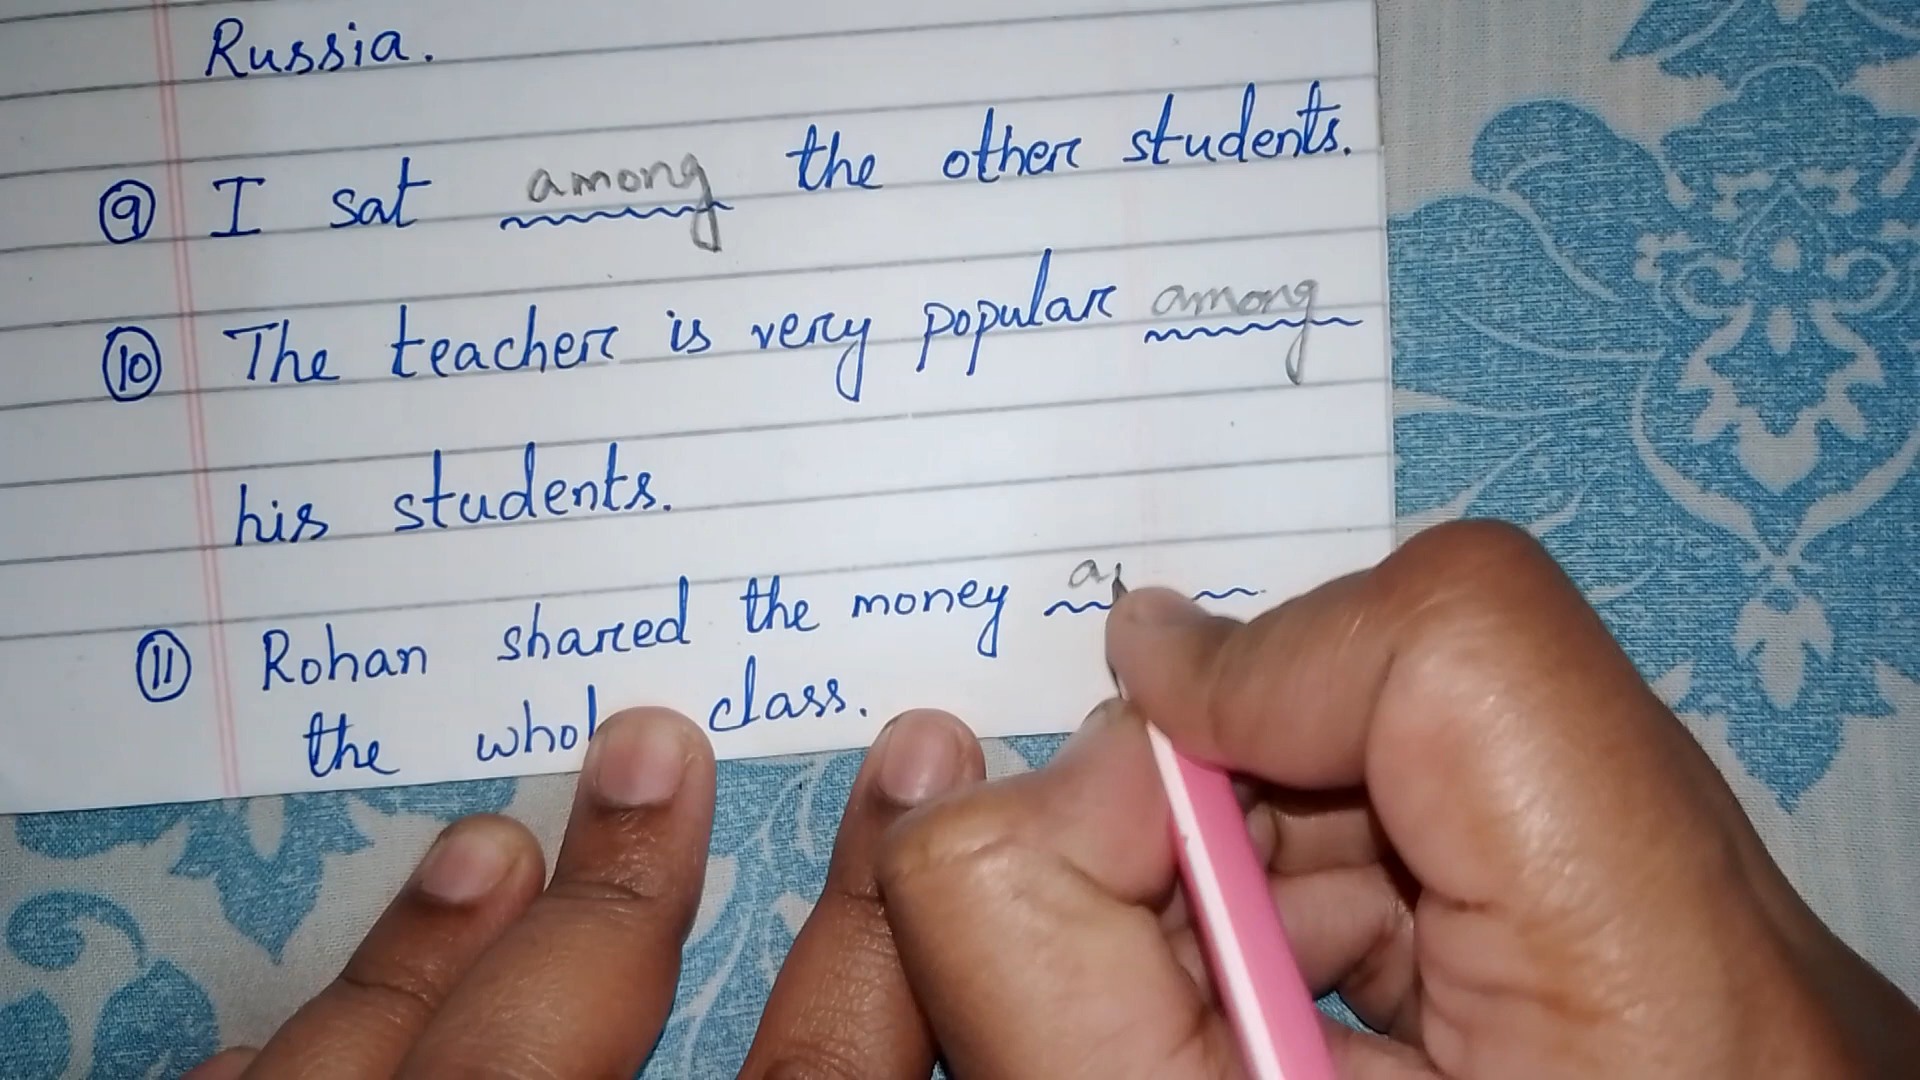 Russia.
⑨ I sat among the other students.
⑩ The teacher is very popular among
his students.
⑪ Rohan shared the money
the class.